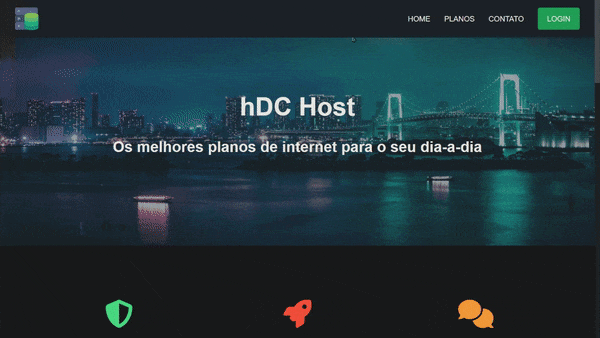 HOME PLANOS CONTATO LOGIN
hDC Host
Os melhores planos de internet para o seu dia-a-dia